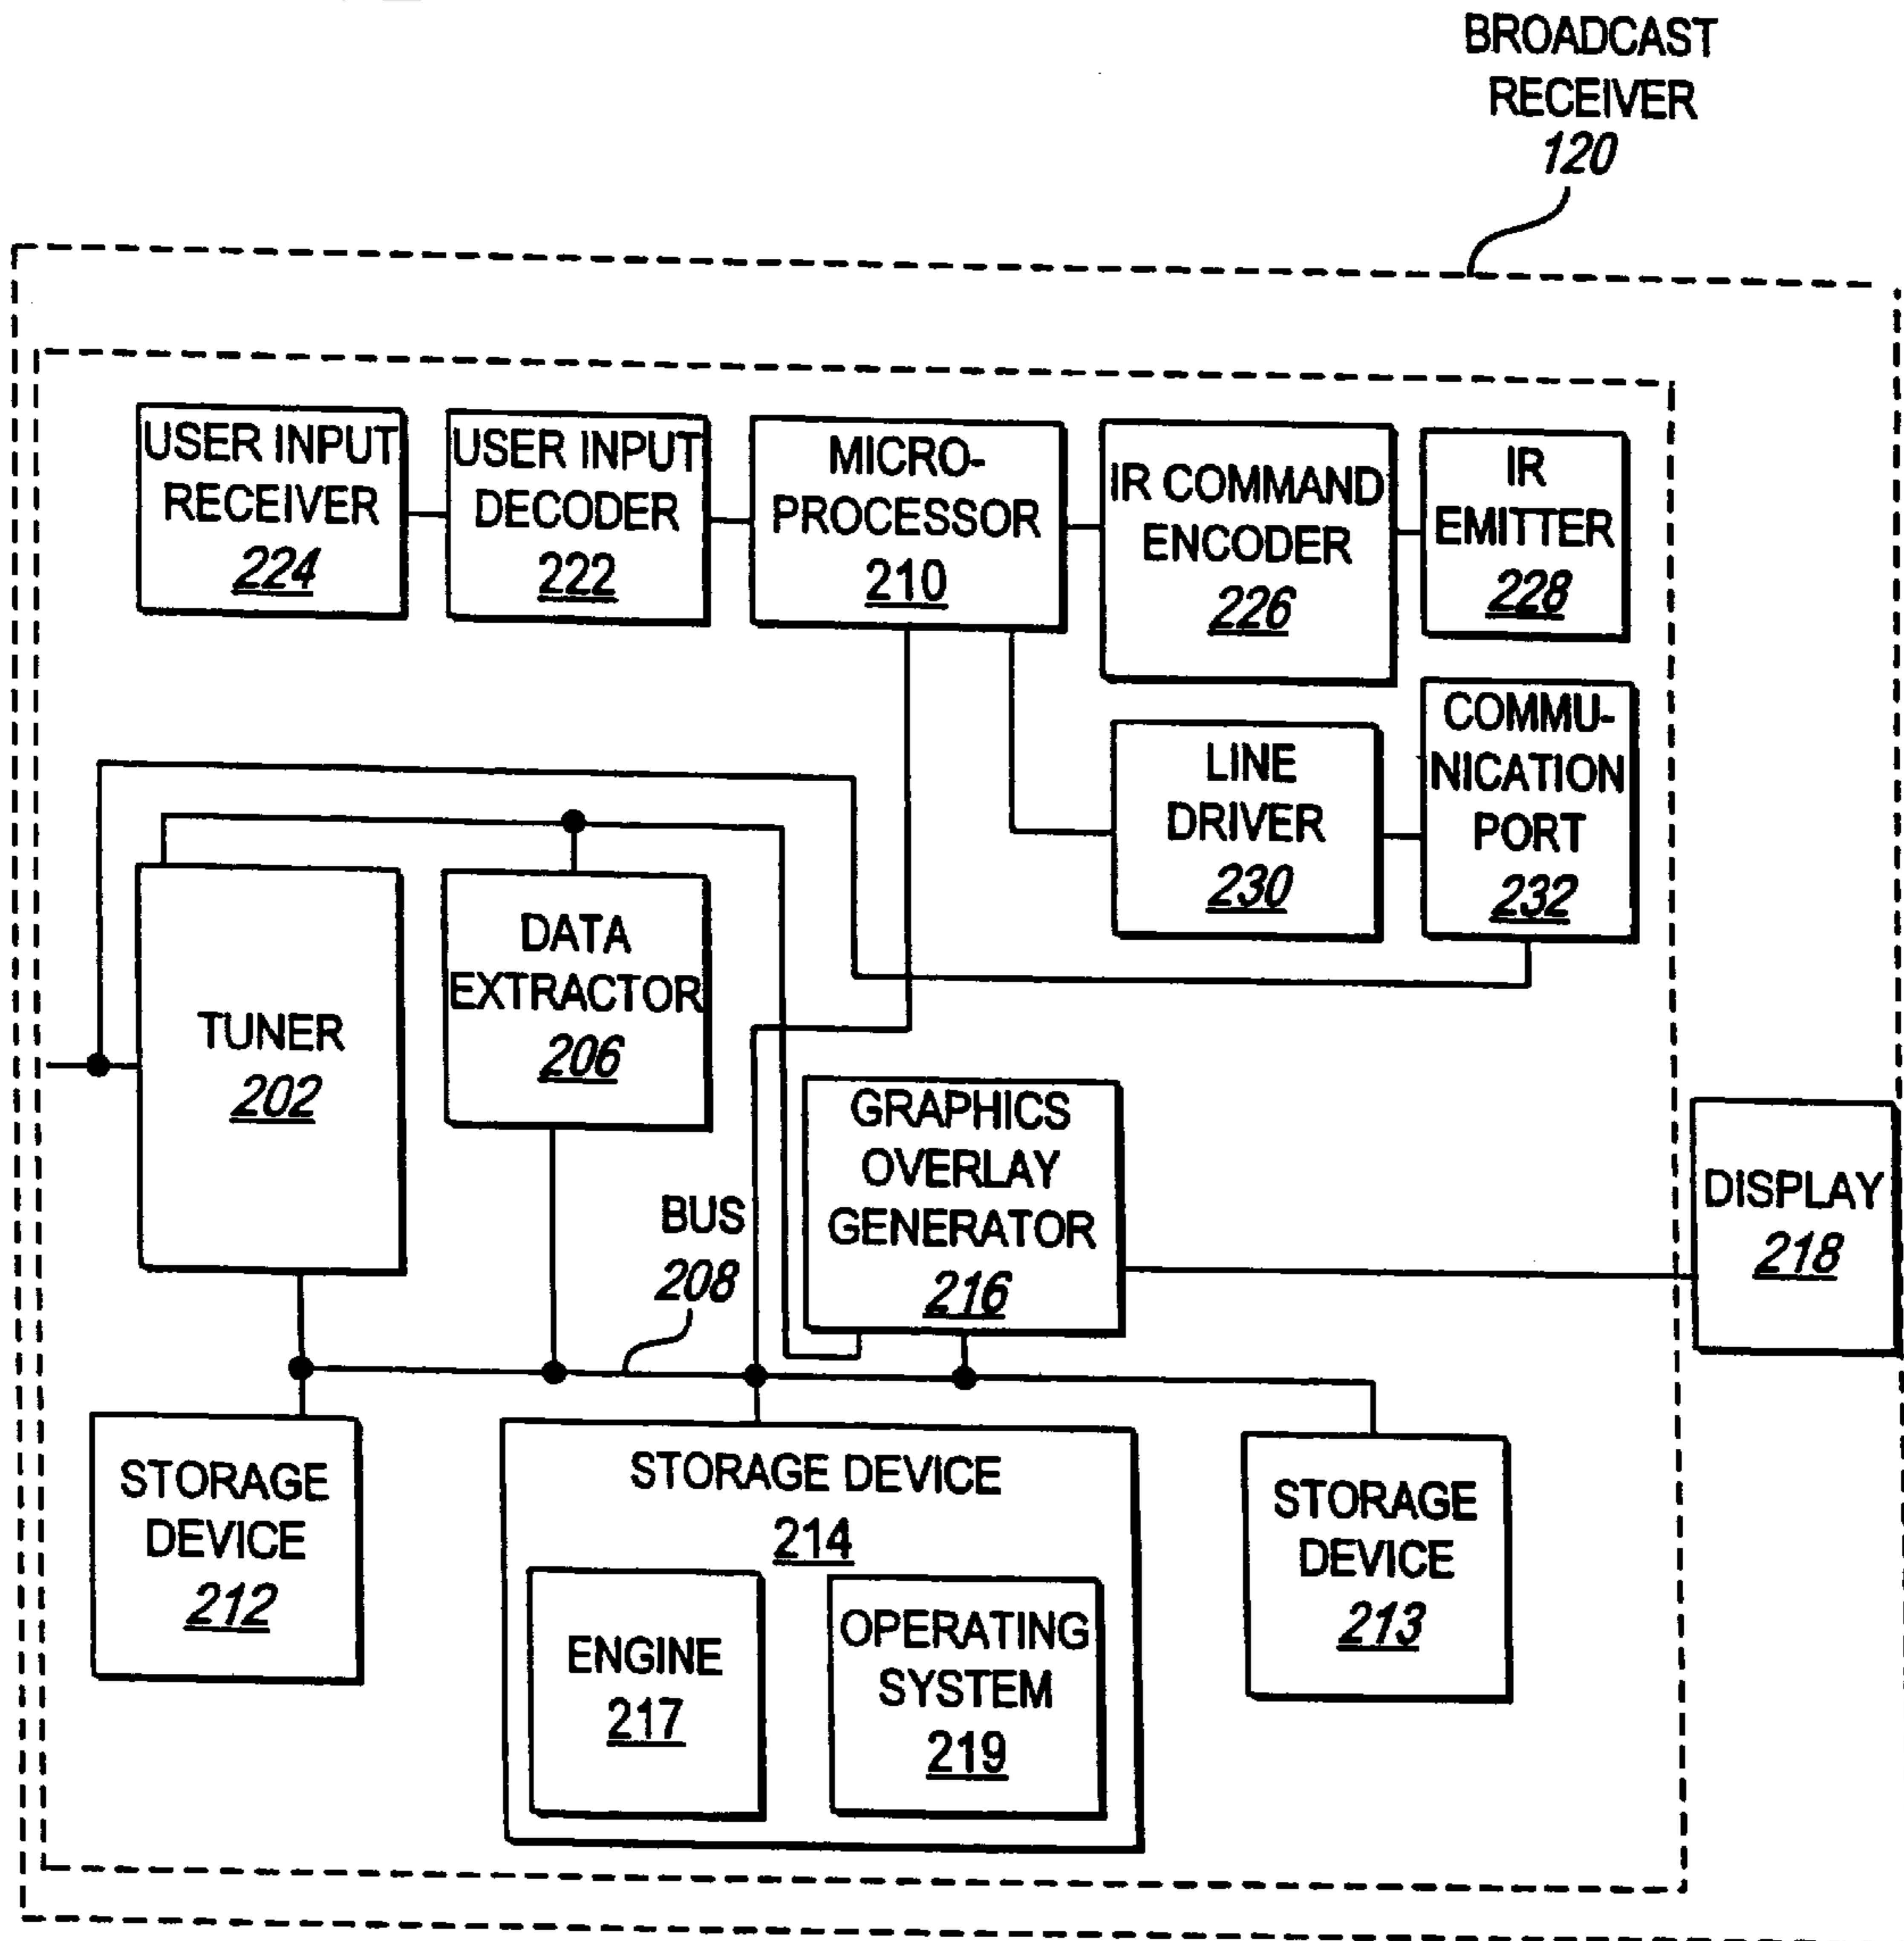 BROADCAST
RECEIVER
120
USER INPUT
RECEIVER
224
USER INPUT
DECODER
222
MICRO-
PROCESSOR
210
IR COMMAND
ENCODER
226
IR
EMITTER
228
LINE
DRIVER
230
COMMU-
NICATION
PORT
232
TUNER
202
DATA
EXTRACTOR
206
BUS
208
GRAPHICS
OVERLAY
GENERATOR
216
DISPLAY
218
STORAGE
DEVICE
212
STORAGE DEVICE
214
ENGINE
217
OPERATING
SYSTEM
219
STORAGE
DEVICE
213